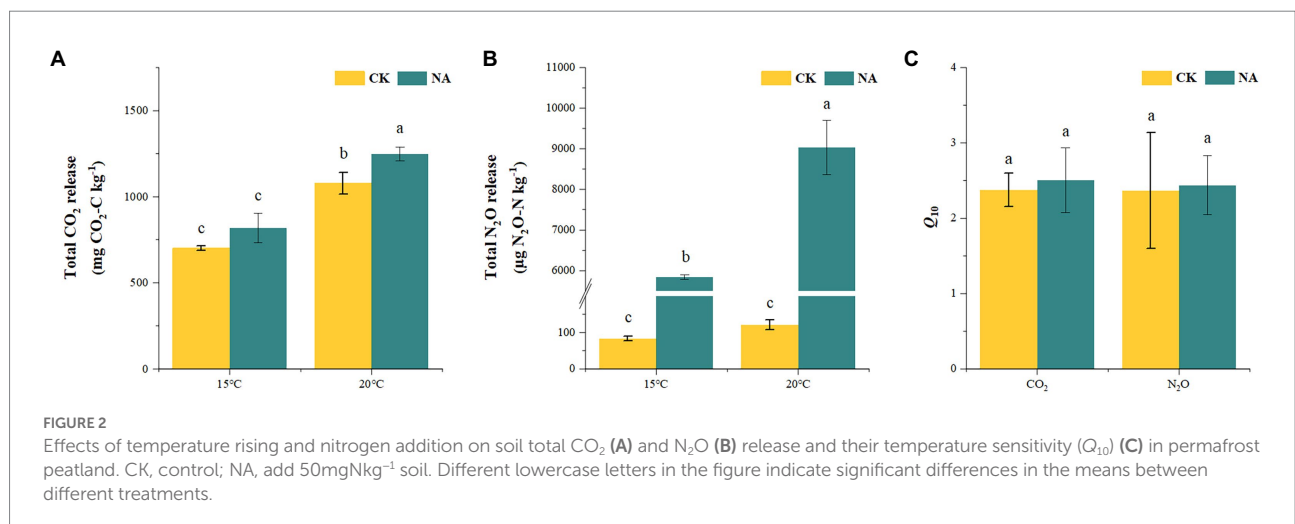 A
CK NA
Total CO₂ release
(mg CO₂-C kg⁻¹)
1500
1000
500
0
c
c
b
a
15°C 20°C
B
CK NA
Total N₂O release
(µg N₂O-N kg⁻¹)
11000
10000
9000
8000
7000
6000
100
0
c
b
c
a
15°C 20°C
C
CK NA
Q₁₀
4
3
2
1
0
a
a
a
a
CO₂ N₂O
FIGURE 2
Effects of temperature rising and nitrogen addition on soil total CO₂ (A) and N₂O (B) release and their temperature sensitivity (Q₁₀) (C) in permafrost
peatland. CK, control; NA, add 50mgNkg⁻¹ soil. Different lowercase letters in the figure indicate significant differences in the means between
different treatments.